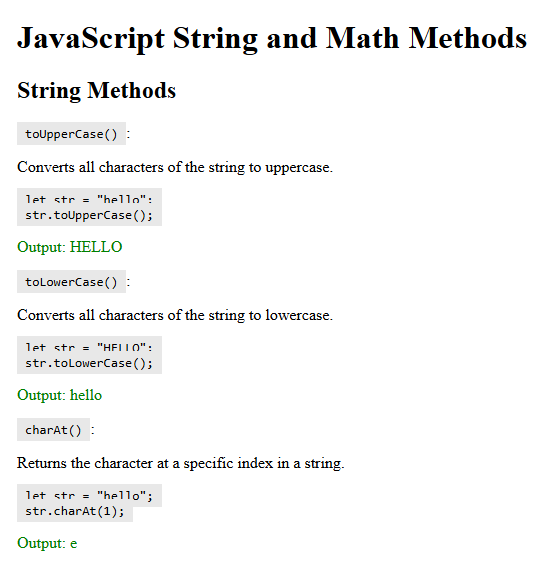 JavaScript String and Math Methods
String Methods
toUpperCase() :
Converts all characters of the string to uppercase.
let str = "hello";
str.toUpperCase();
Output: HELLO
toLowerCase() :
Converts all characters of the string to lowercase.
let str = "HELLO";
str.toLowerCase();
Output: hello
charAt() :
Returns the character at a specific index in a string.
let str = "hello";
str.charAt(1);
Output: e